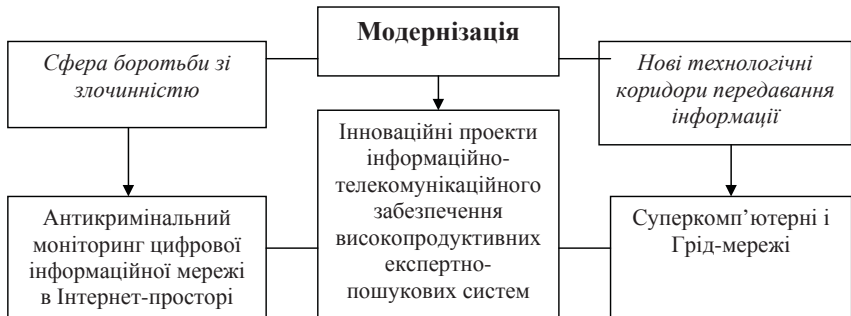 Модернізація
Сфера боротьби зі
злочинністю
Нові технологічні
коридори передавання
інформації
Інноваційні проекти
інформаційно-
телекомунікаційного
забезпечення
високопродуктивних
експертно-
пошукових систем
Антикримінальний
моніторинг цифрової
інформаційної мережі
в Інтернет-просторі
Суперкомп’ютерні і
Грід-мережі